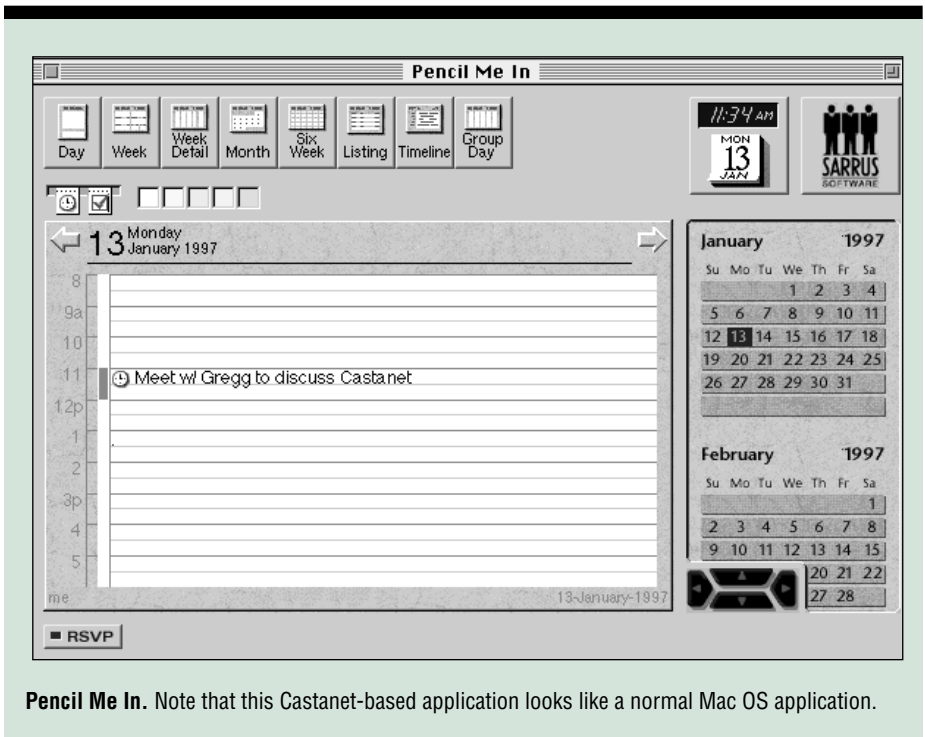 Pencil Me In
Day
Week
Week Detail
Month
Six Week
Listing
Timeline
Group Day
11:34 AM
MON
13
JAN
SARRUS
SOFTWARE
13 Monday
January 1997
8
9a
10
11 Meet w/ Gregg to discuss Castanet
12p
1
2
3p
4
5
me 13-January-1997
January 1997
Su Mo Tu We Th Fr Sa
1 2 3 4
5 6 7 8 9 10 11
12 13 14 15 16 17 18
19 20 21 22 23 24 25
26 27 28 29 30 31
February 1997
Su Mo Tu We Th Fr Sa
1
2 3 4 5 6 7 8
9 10 11 12 13 14 15
20 21 22
27 28
RSVP
Pencil Me In. Note that this Castanet-based application looks like a normal Mac OS application.